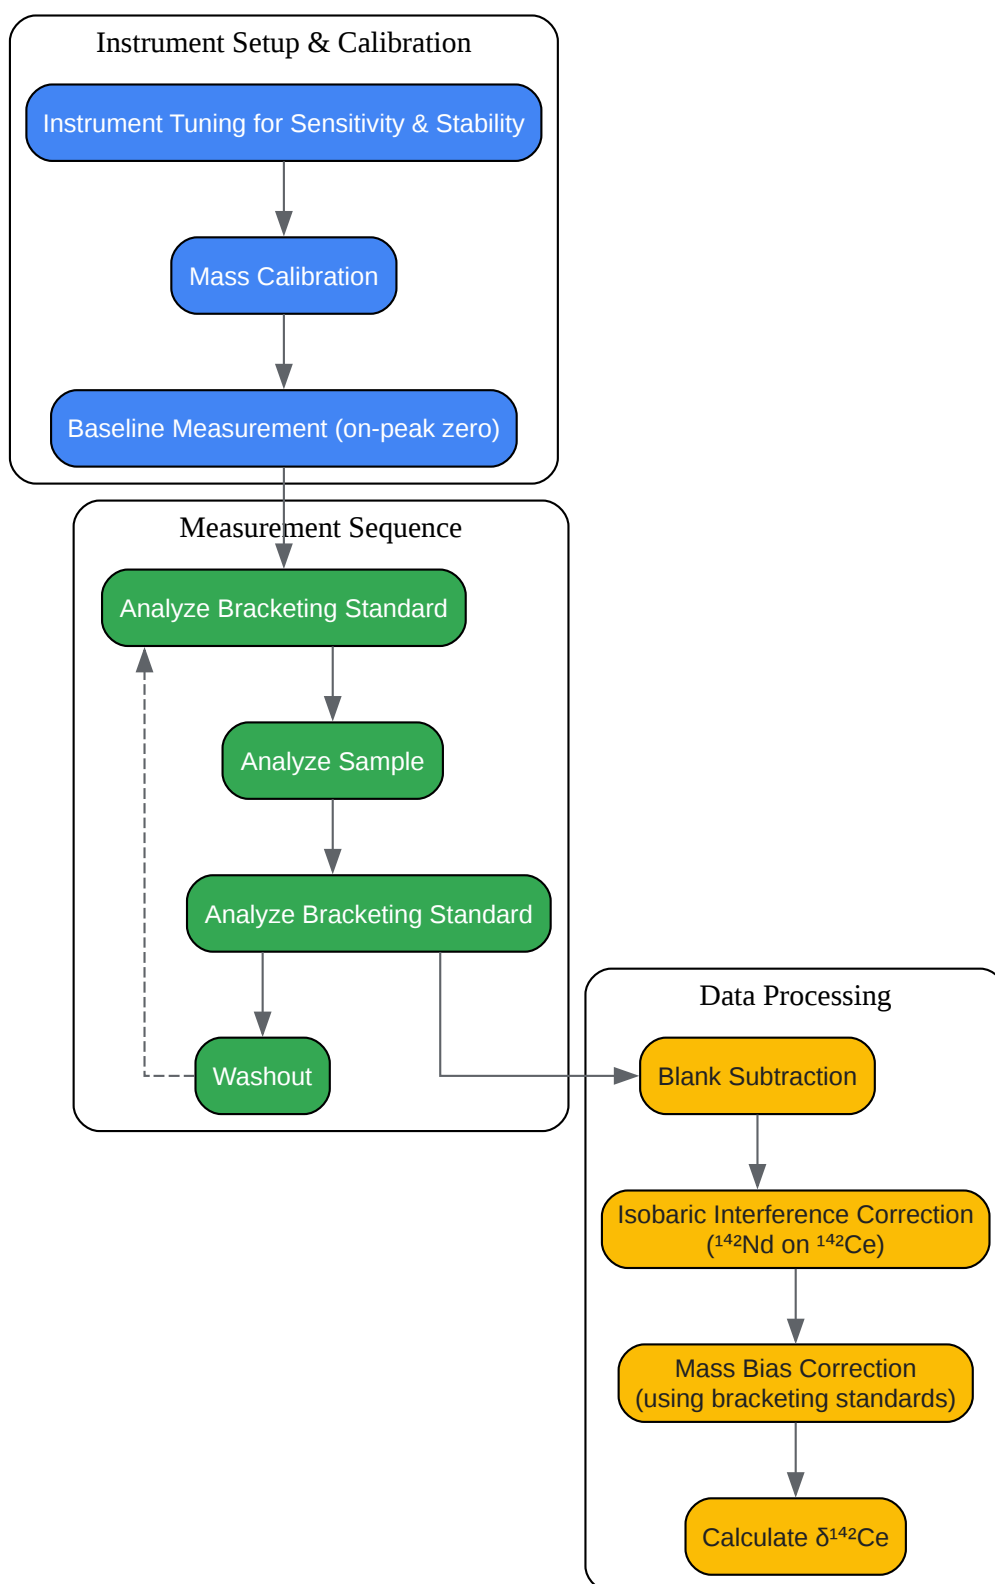 Instrument Setup & Calibration
Instrument Tuning for Sensitivity & Stability
Mass Calibration
Baseline Measurement (on-peak zero)
Measurement Sequence
Analyze Bracketing Standard
Analyze Sample
Analyze Bracketing Standard
Washout
Data Processing
Blank Subtraction
Isobaric Interference Correction
(¹⁴²Nd on ¹⁴²Ce)
Mass Bias Correction
(using bracketing standards)
Calculate δ¹⁴²Ce